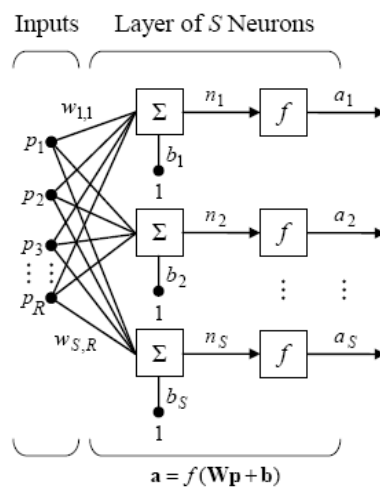 Inputs Layer of S Neurons
w1,1 Σ n1 f a1
p1
b1
1
p2
Σ n2 f a2
p3
b2
1
pR
wS,R Σ nS f aS
bS
1
a = f(Wp + b)